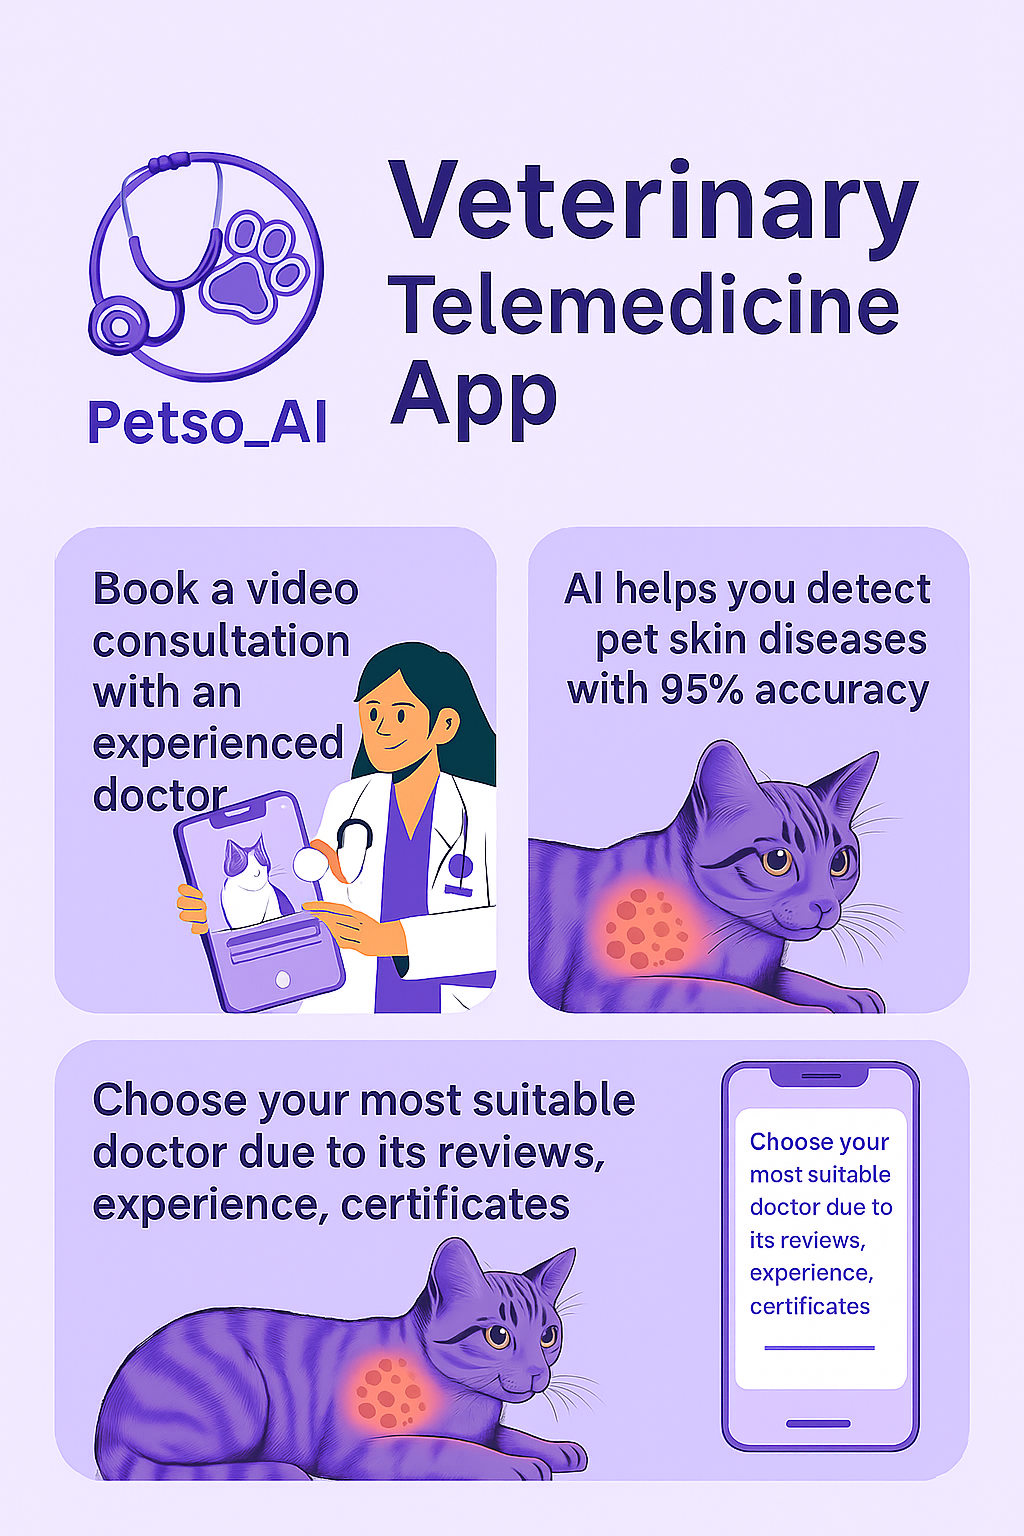 Veterinary
Telemedicine
App
Petso_AI
Book a video
consultation
with an
experienced
doctor
AI helps you detect
pet skin diseases
with 95% accuracy
Choose your most suitable
doctor due to its reviews,
experience, certificates
Choose your
most suitable
doctor due to
its reviews,
experience,
certificates